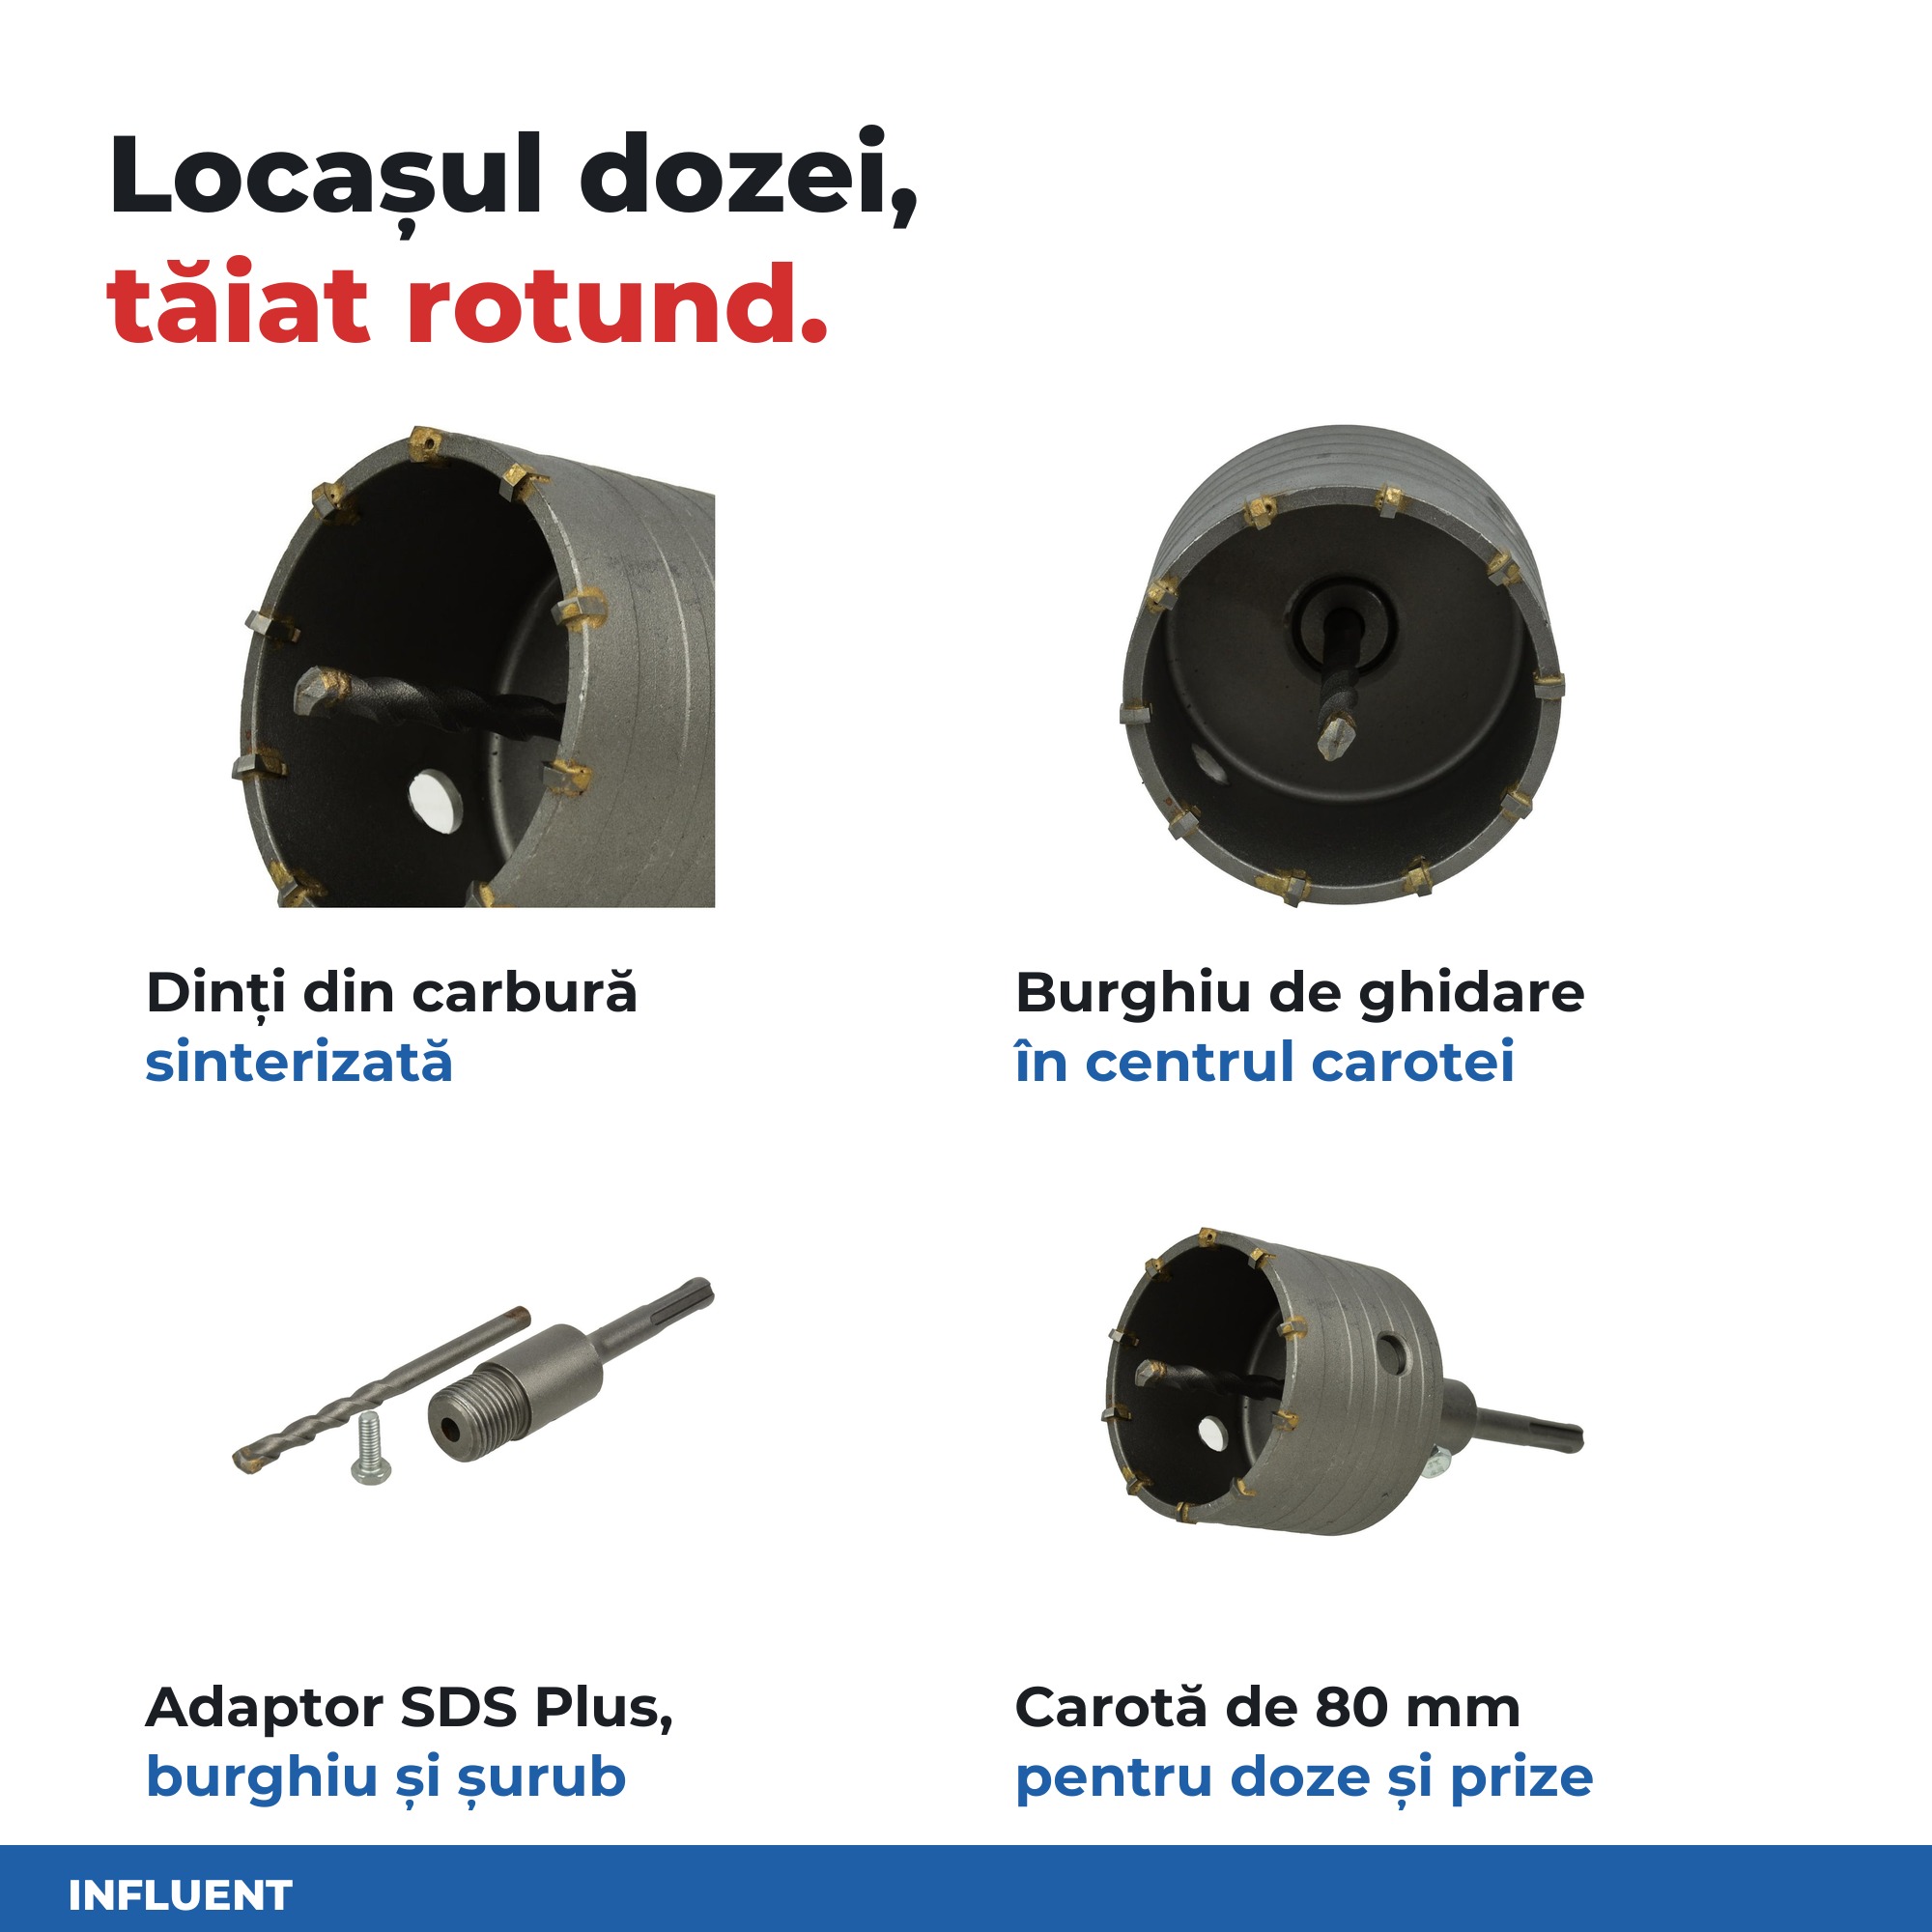 Locașul dozei,
tăiat rotund.
Dinți din carbură
sinterizată
Burghiu de ghidare
în centrul carotei
Adaptor SDS Plus,
burghiu și șurub
Carotă de 80 mm
pentru doze și prize
INFLUENT